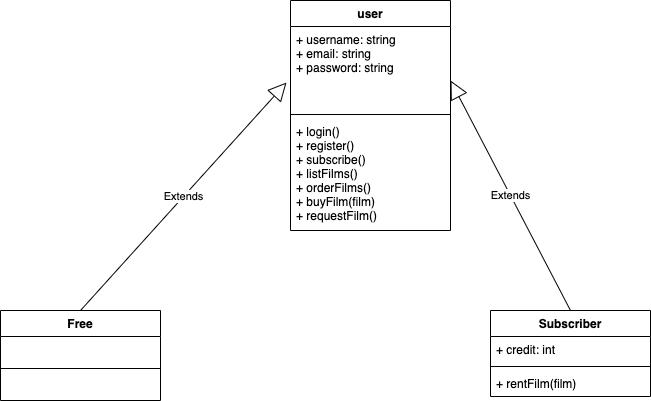 user
+ username: string
+ email: string
+ password: string
+ login()
+ register()
+ subscribe()
+ listFilms()
+ orderFilms()
+ buyFilm(film)
+ requestFilm()
Extends
Extends
Free
Subscriber
+ credit: int
+ rentFilm(film)